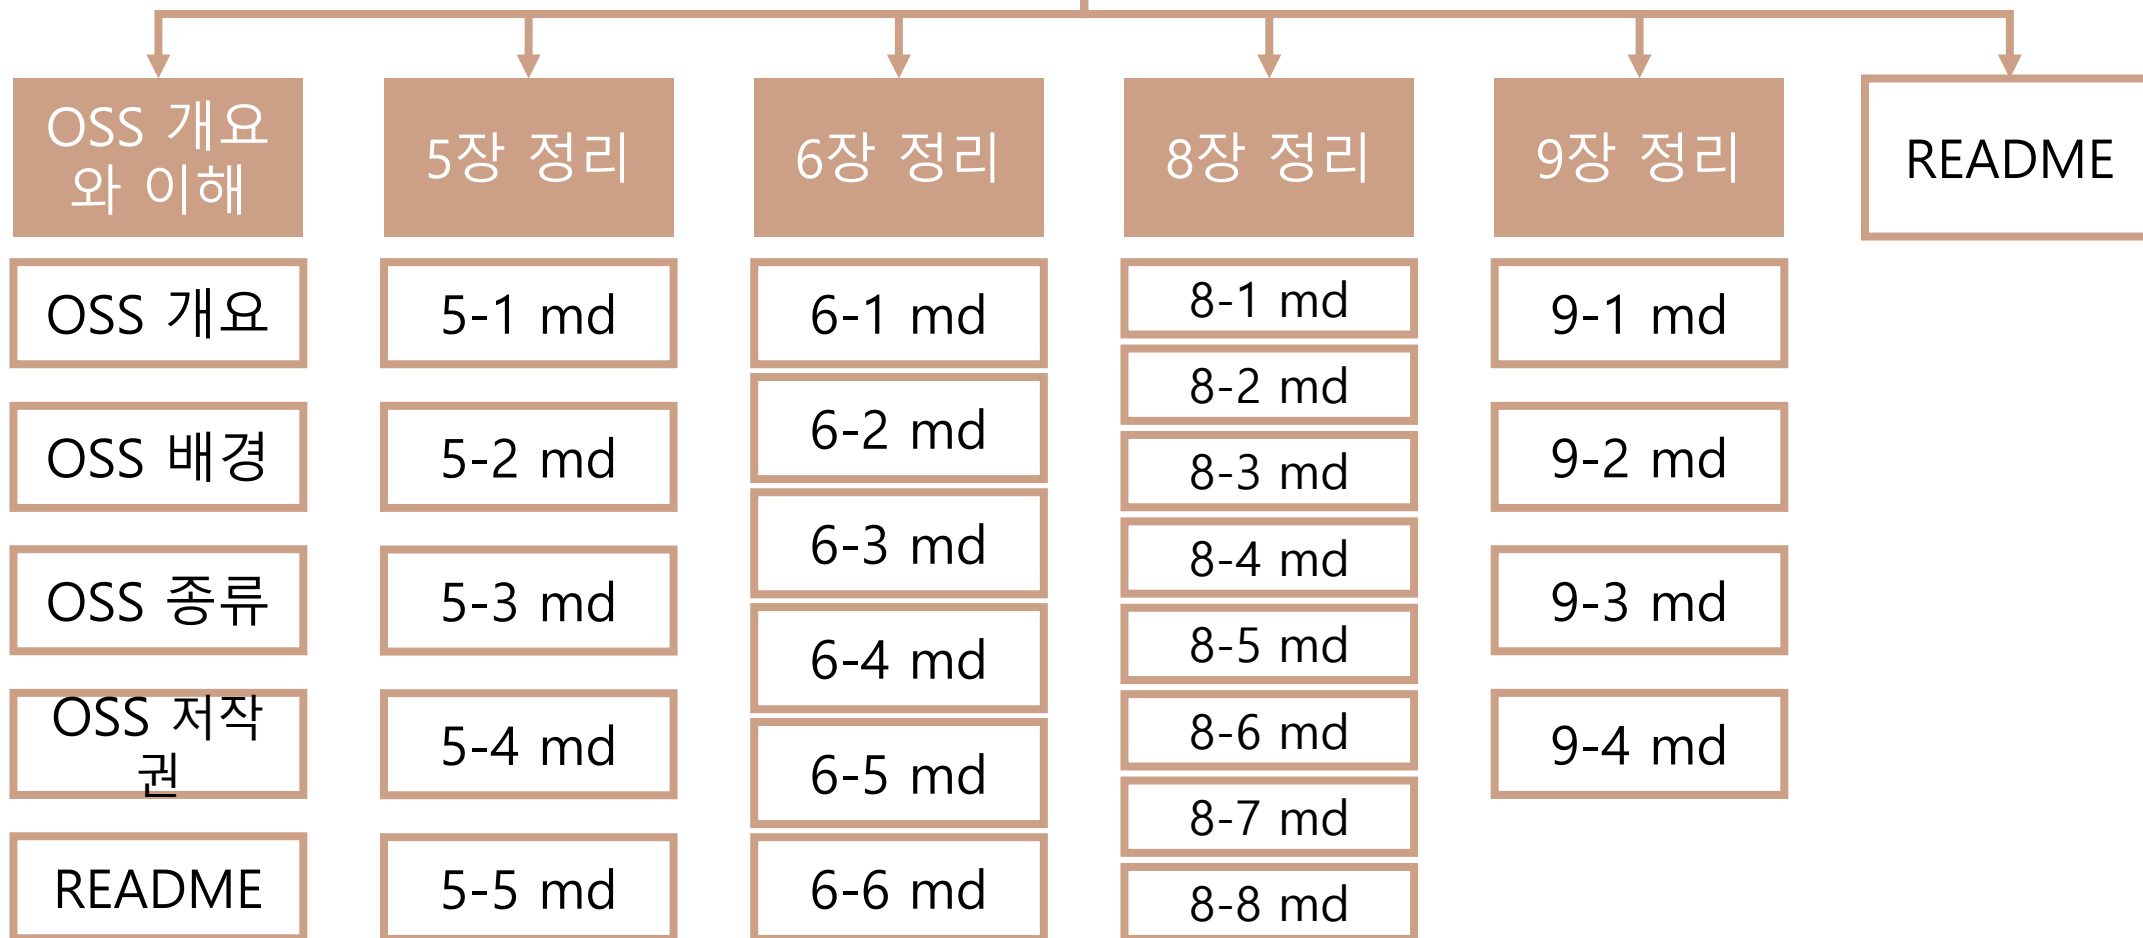 OSS 개요
와 이해
5장 정리
6장 정리
8장 정리
9장 정리
README
OSS 개요
OSS 배경
OSS 종류
OSS 저작
권
README
5-1 md
5-2 md
5-3 md
5-4 md
5-5 md
6-1 md
6-2 md
6-3 md
6-4 md
6-5 md
6-6 md
8-1 md
8-2 md
8-3 md
8-4 md
8-5 md
8-6 md
8-7 md
8-8 md
9-1 md
9-2 md
9-3 md
9-4 md